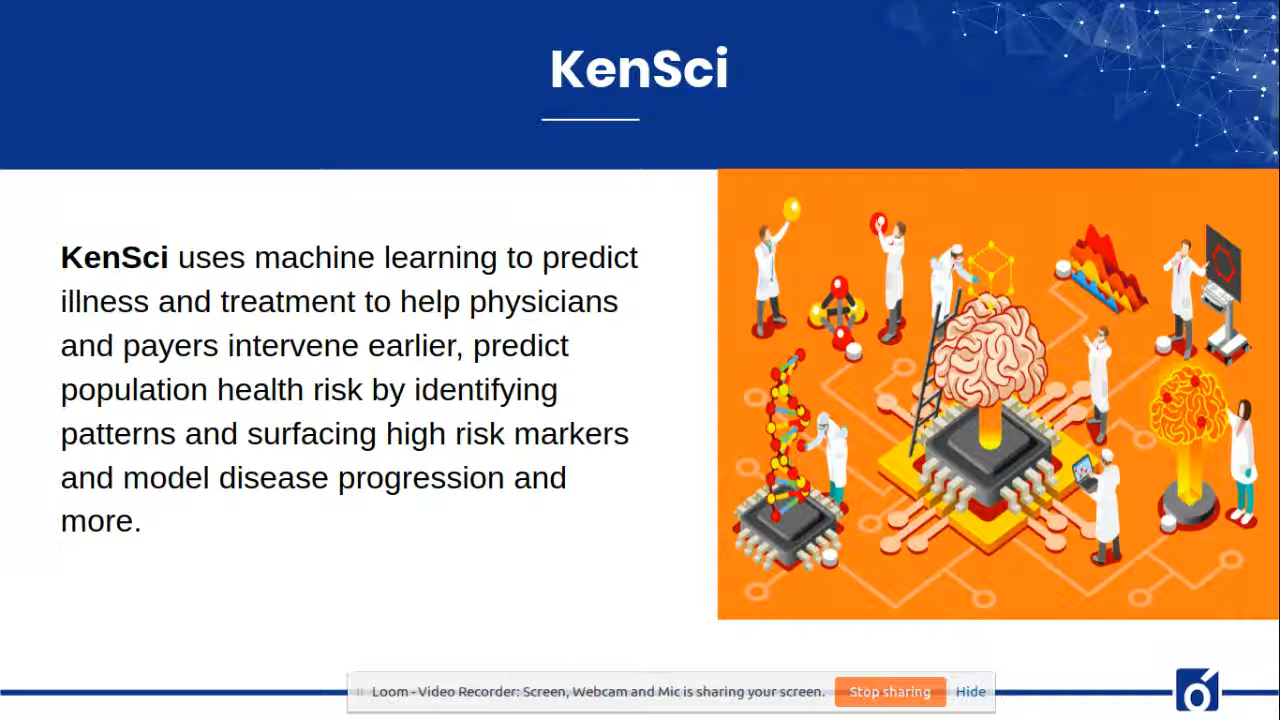 KenSci
KenSci uses machine learning to predict
illness and treatment to help physicians
and payers intervene earlier, predict
population health risk by identifying
patterns and surfacing high risk markers
and model disease progression and
more.
Loom - Video Recorder: Screen, Webcam and Mic is sharing your screen. Stop sharing Hide